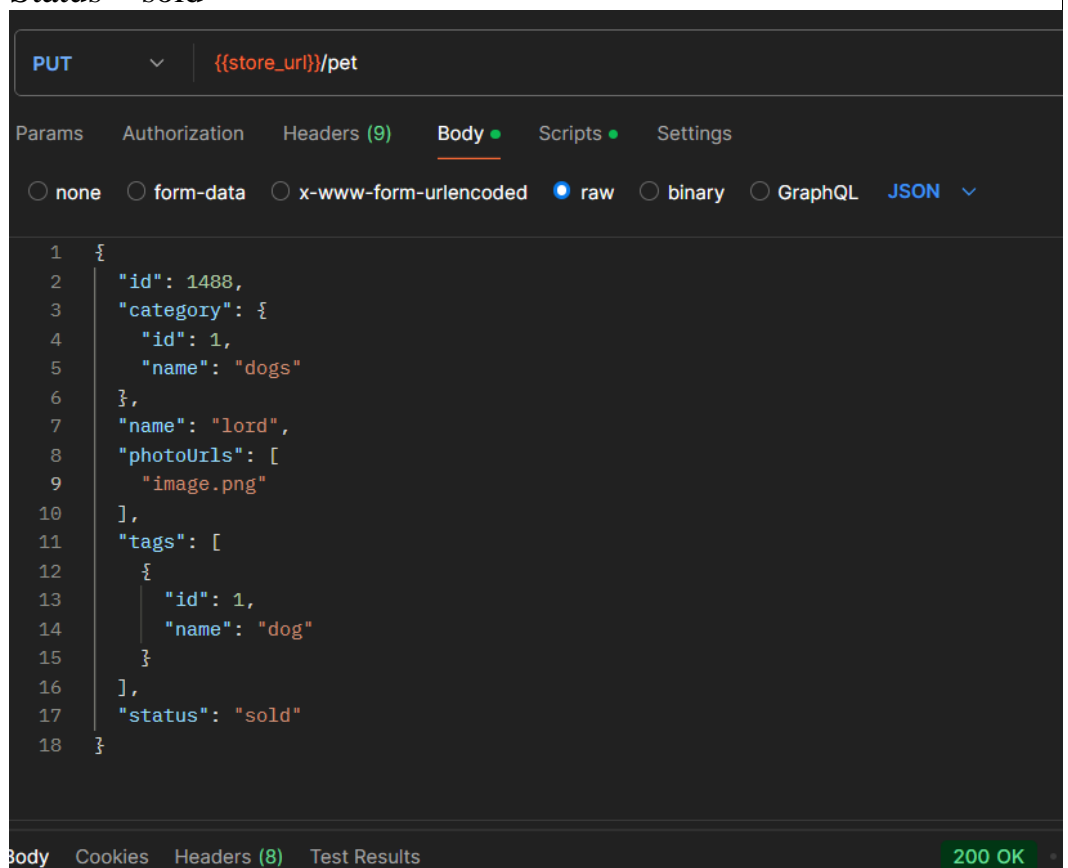 Status = sold
PUT {{store_url}}/pet
Params Authorization Headers (9) Body Scripts Settings
none form-data x-www-form-urlencoded raw binary GraphQL JSON
1 {
2 "id": 1488,
3 "category": {
4 "id": 1,
5 "name": "dogs"
6 },
7 "name": "lord",
8 "photoUrls": [
9 "image.png"
10 ],
11 "tags": [
12 {
13 "id": 1,
14 "name": "dog"
15 }
16 ],
17 "status": "sold"
18 }
Body Cookies Headers (8) Test Results 200 OK